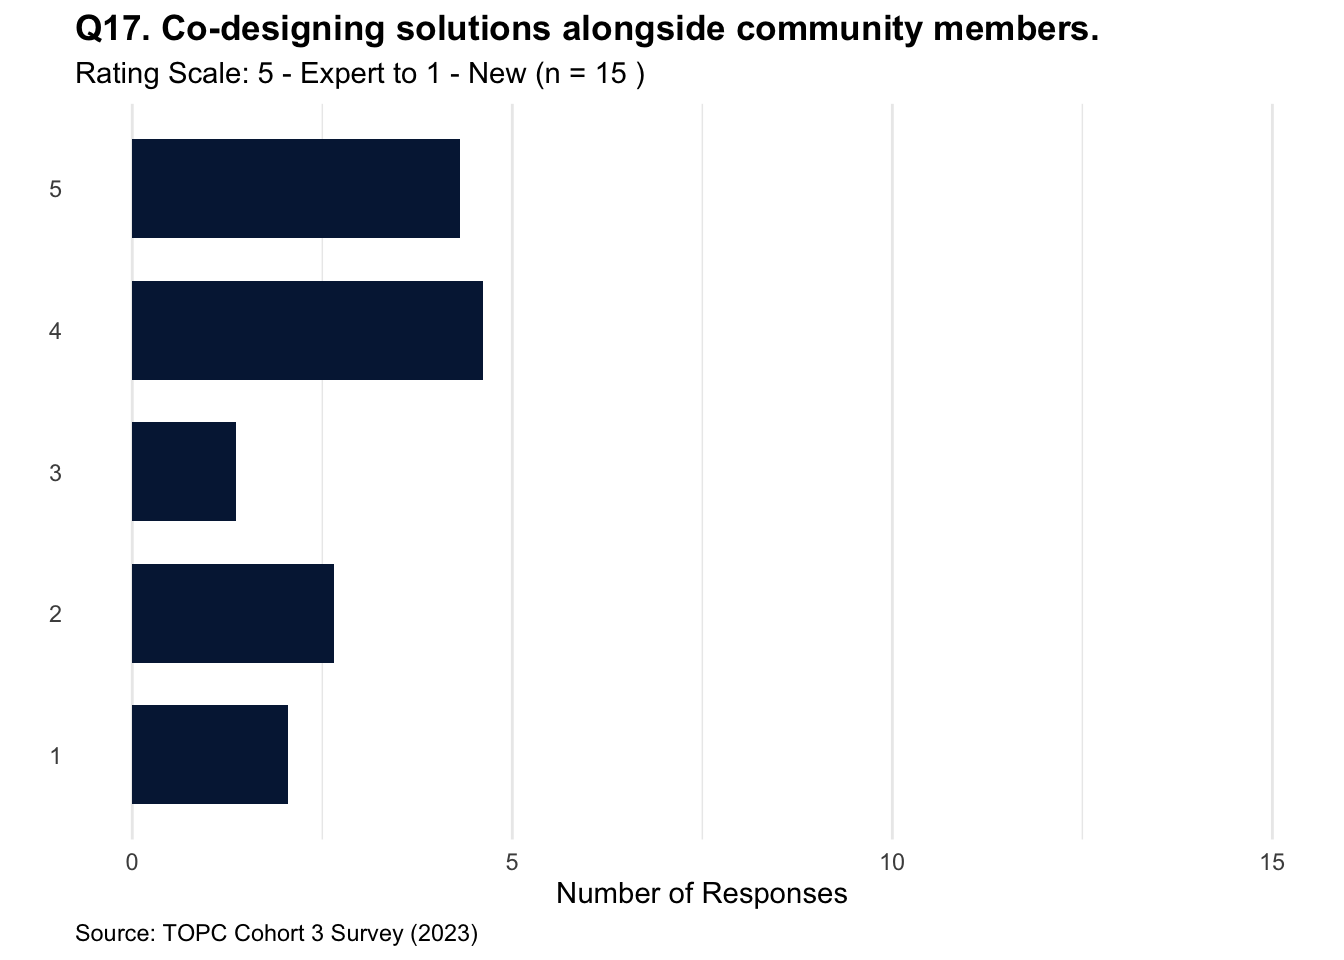 Q17. Co-designing solutions alongside community members.
Rating Scale: 5 - Expert to 1 - New (n = 15 )
5
4
3
2
1
0 5 10 15
Number of Responses
Source: TOPC Cohort 3 Survey (2023)